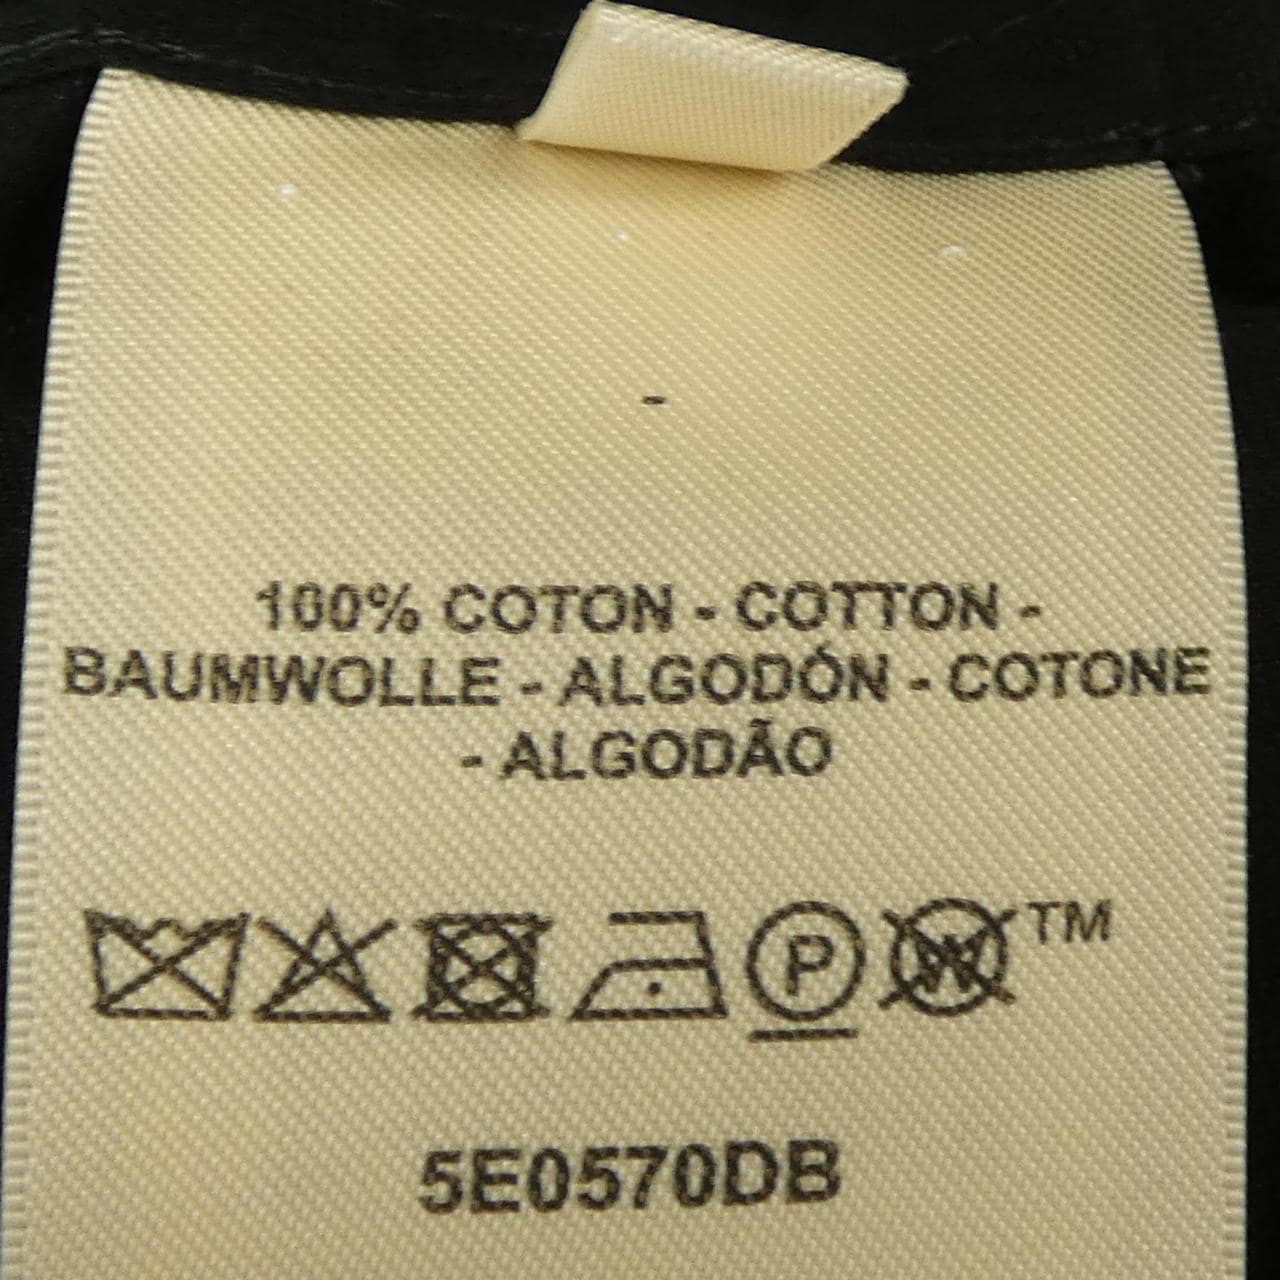 -
100% COTON - COTTON -
BAUMWOLLE - ALGODÓN - COTONE
- ALGODÃO
P W TM
5E0570DB